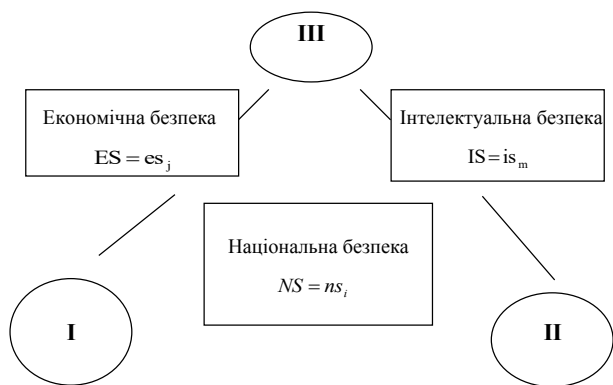 III
Економічна безпека
ES = es_j
Інтелектуальна безпека
IS = is_m
Національна безпека
NS = ns_i
I
II